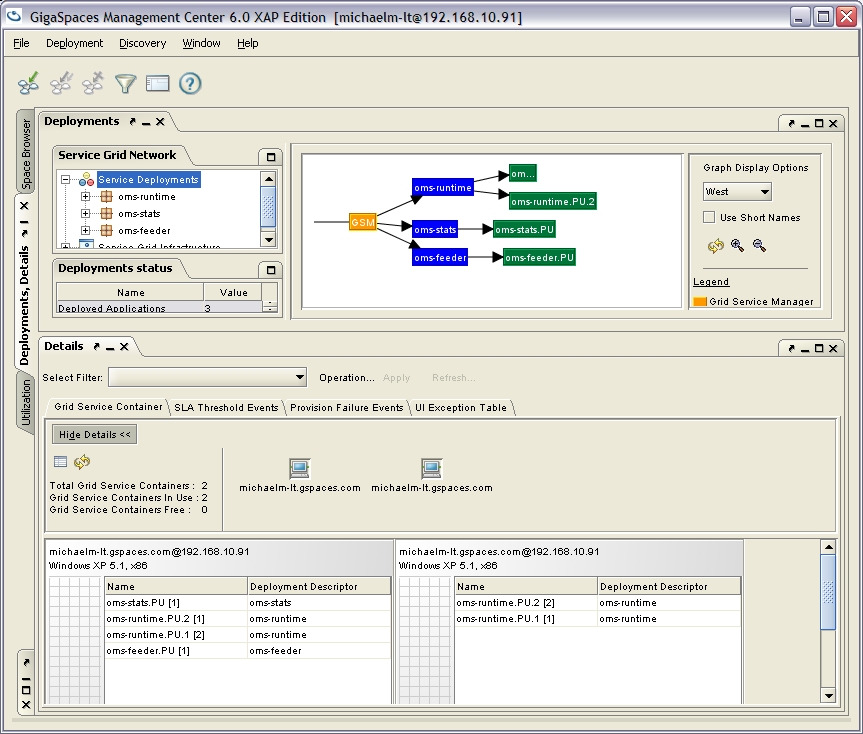 GigaSpaces Management Center 6.0 XAP Edition [michaelm-lt@192.168.10.91]
File Deployment Discovery Window Help
Space Browser
Deployments, Details
Utilization
Deployments
Service Grid Network
Service Deployments
oms-runtime
oms-stats
oms-feeder
Service Grid Infrastructure
Deployments status
Name Value
Deployed Applications 3
GSM
oms-runtime
om...
oms-runtime.PU.2
oms-stats
oms-stats.PU
oms-feeder
oms-feeder.PU
Graph Display Options
West
Use Short Names
Legend
Grid Service Manager
Details
Select Filter: Operation... Apply Refresh...
Grid Service Container SLA Threshold Events Provision Failure Events UI Exception Table
Hide Details <<
Total Grid Service Containers : 2
Grid Service Containers In Use : 2
Grid Service Containers Free : 0
michaelm-lt.gspaces.com michaelm-lt.gspaces.com
michaelm-lt.gspaces.com@192.168.10.91
Windows XP 5.1, x86
Name Deployment Descriptor
oms-stats.PU [1] oms-stats
oms-runtime.PU.2 [1] oms-runtime
oms-runtime.PU.1 [2] oms-runtime
oms-feeder.PU [1] oms-feeder
michaelm-lt.gspaces.com@192.168.10.91
Windows XP 5.1, x86
Name Deployment Descriptor
oms-runtime.PU.2 [2] oms-runtime
oms-runtime.PU.1 [1] oms-runtime